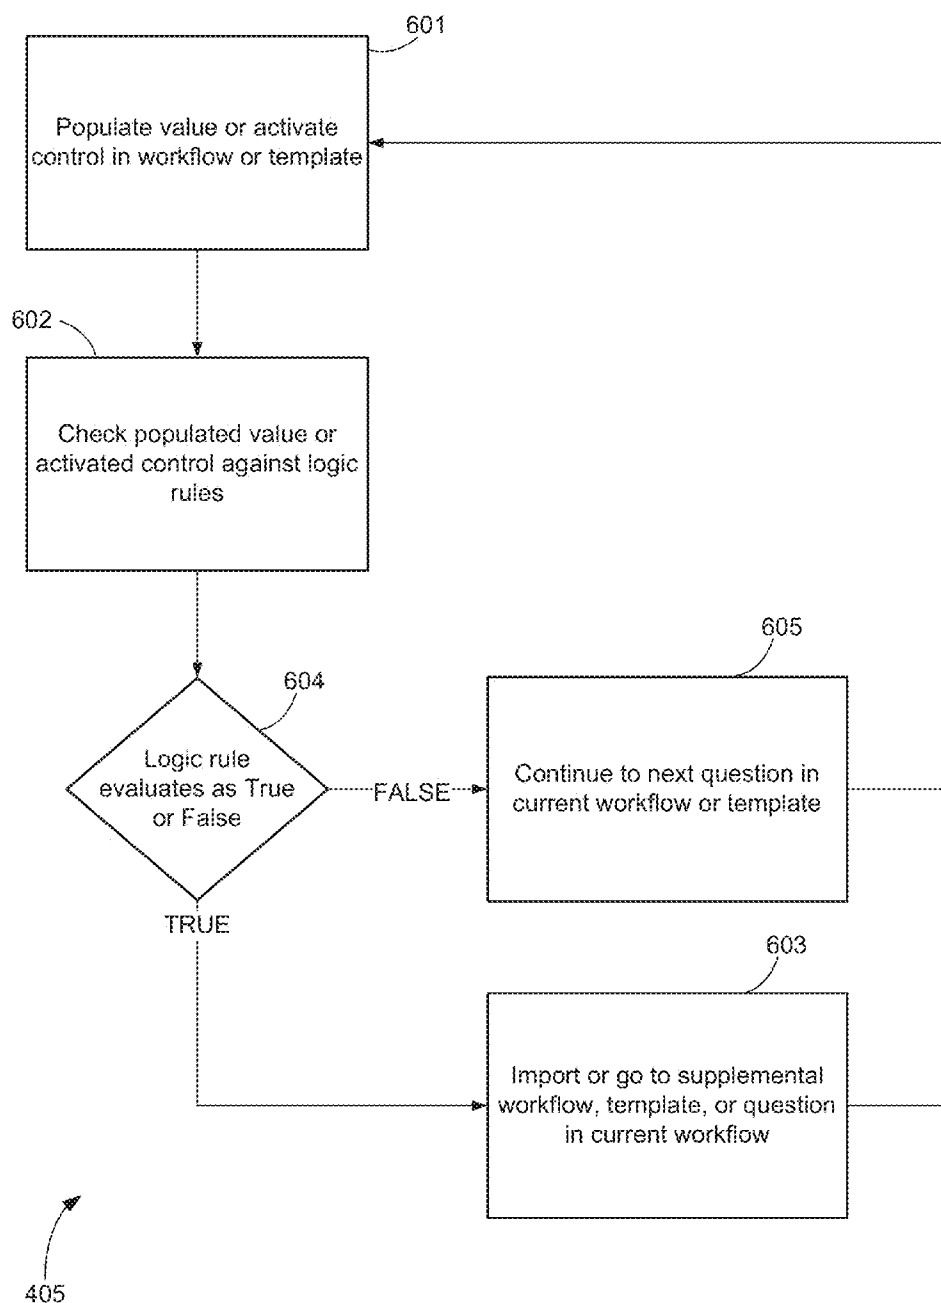 601
Populate value or activate
control in workflow or template
602
Check populated value or
activated control against logic
rules
605
604
Logic rule
evaluates as True
or False
FALSE
Continue to next question in
current workflow or template
TRUE
603
Import or go to supplemental
workflow, template, or question
in current workflow
405